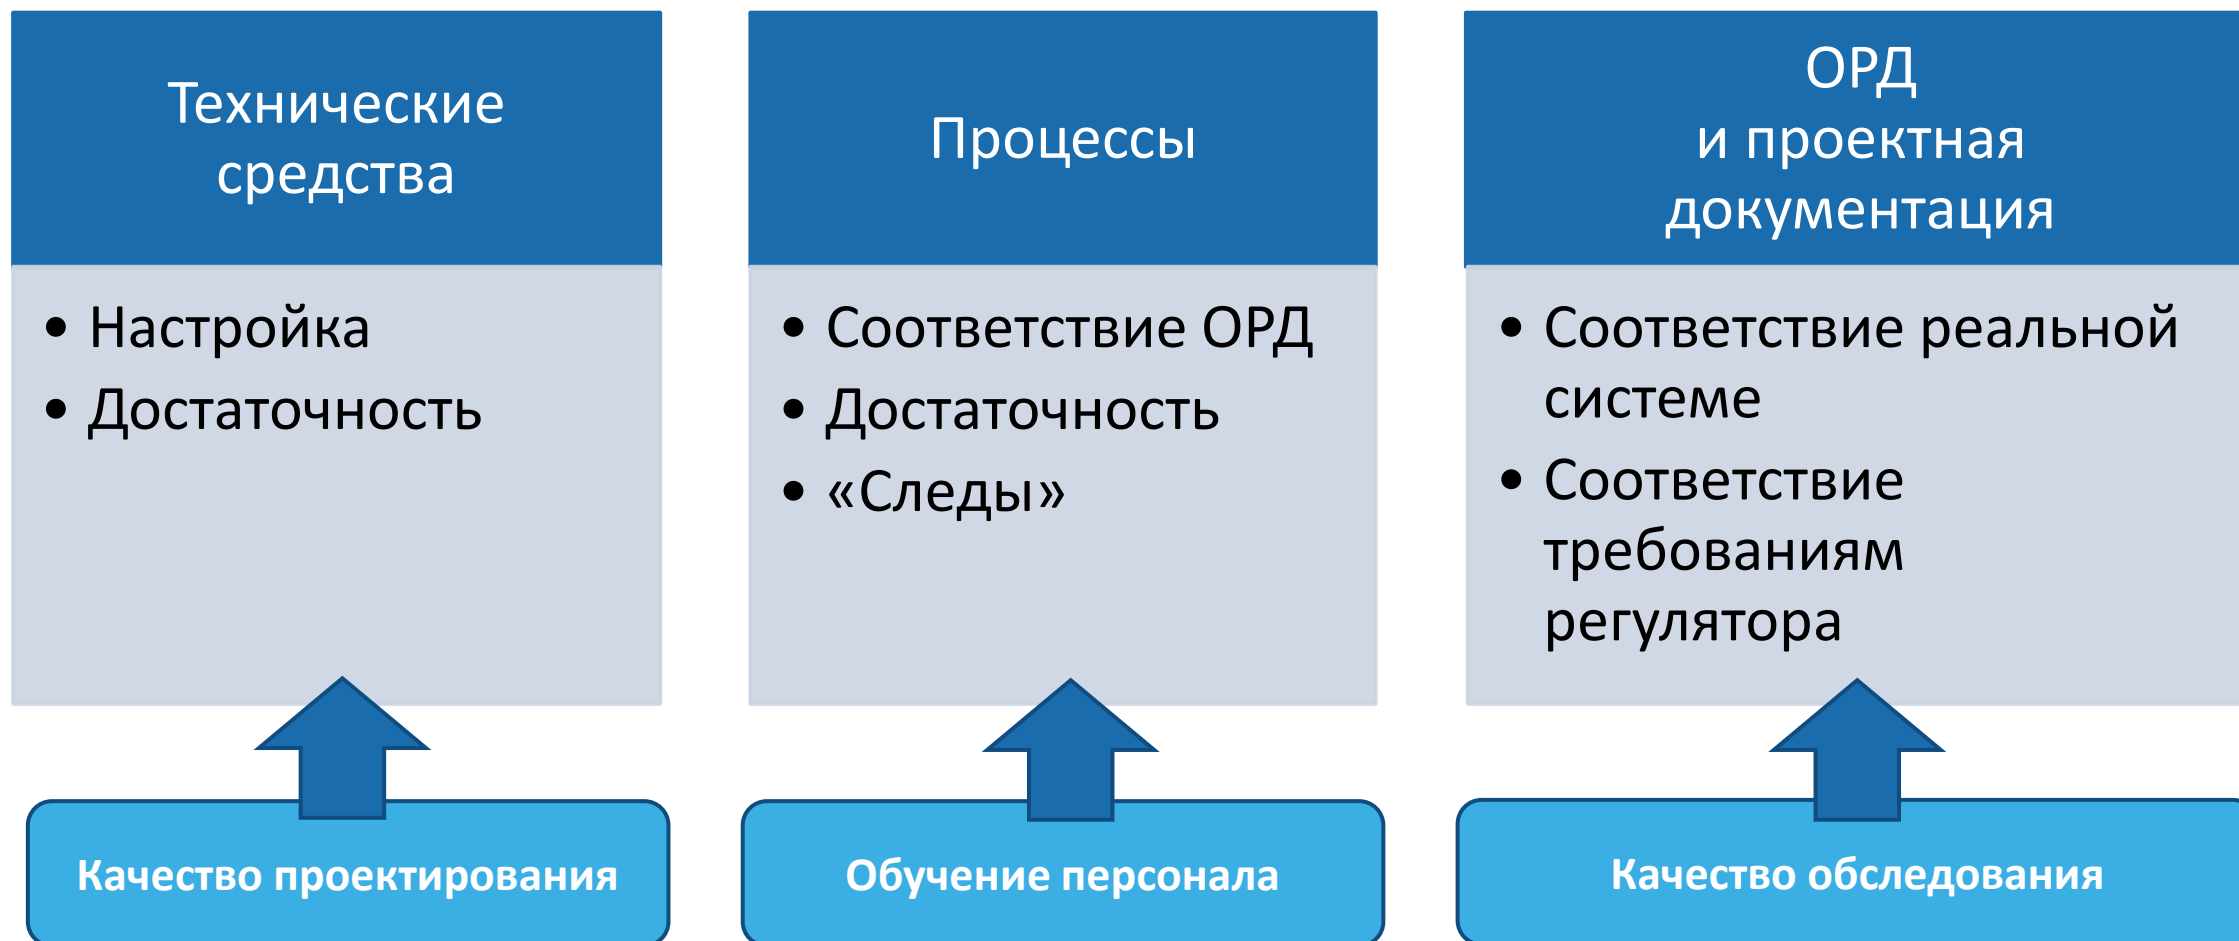 Технические
средства
• Настройка
• Достаточность
Качество проектирования
Процессы
• Соответствие ОРД
• Достаточность
• «Следы»
Обучение персонала
ОРД
и проектная
документация
• Соответствие реальной
системе
• Соответствие
требованиям
регулятора
Качество обследования